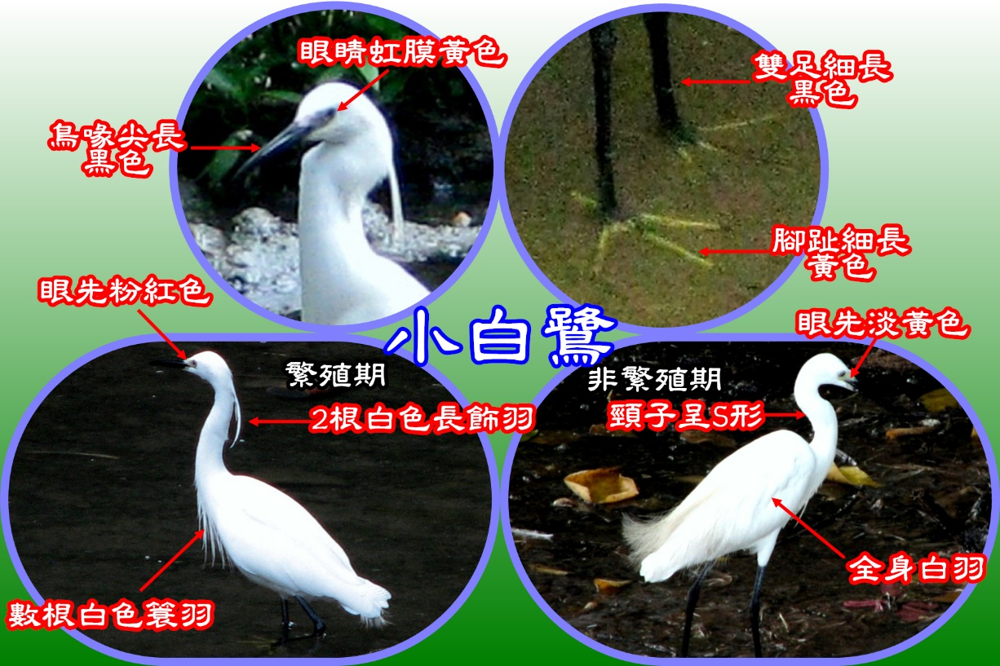 眼睛虹膜黃色
雙足細長
黑色
鳥喙尖長
黑色
腳趾細長
黃色
眼先粉紅色
小白鷺
眼先淡黃色
繁殖期
非繁殖期
2根白色長飾羽
頸子呈S形
全身白羽
數根白色簑羽